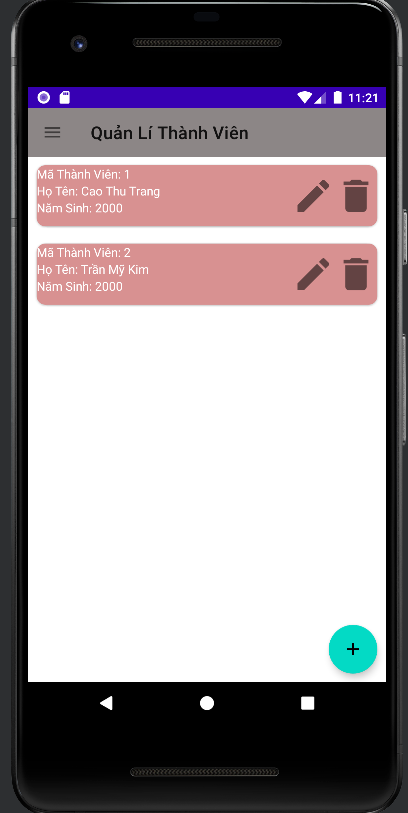 11:21
Quản Lí Thành Viên
Mã Thành Viên: 1
Họ Tên: Cao Thu Trang
Năm Sinh: 2000
Mã Thành Viên: 2
Họ Tên: Trần Mỹ Kim
Năm Sinh: 2000